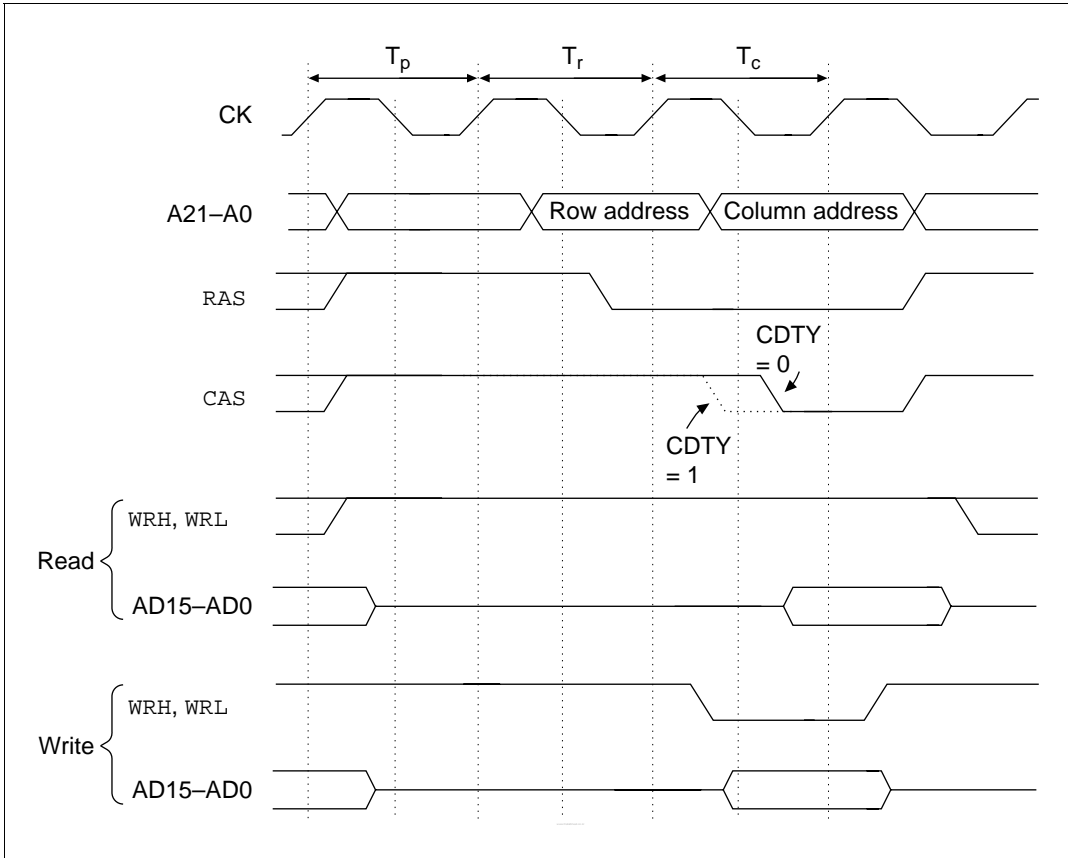 Tp Tr Tc
CK
A21–A0 Row address Column address
RAS
CDTY
= 0
CAS
CDTY
= 1
WRH, WRL
Read
AD15–AD0
WRH, WRL
Write
AD15–AD0